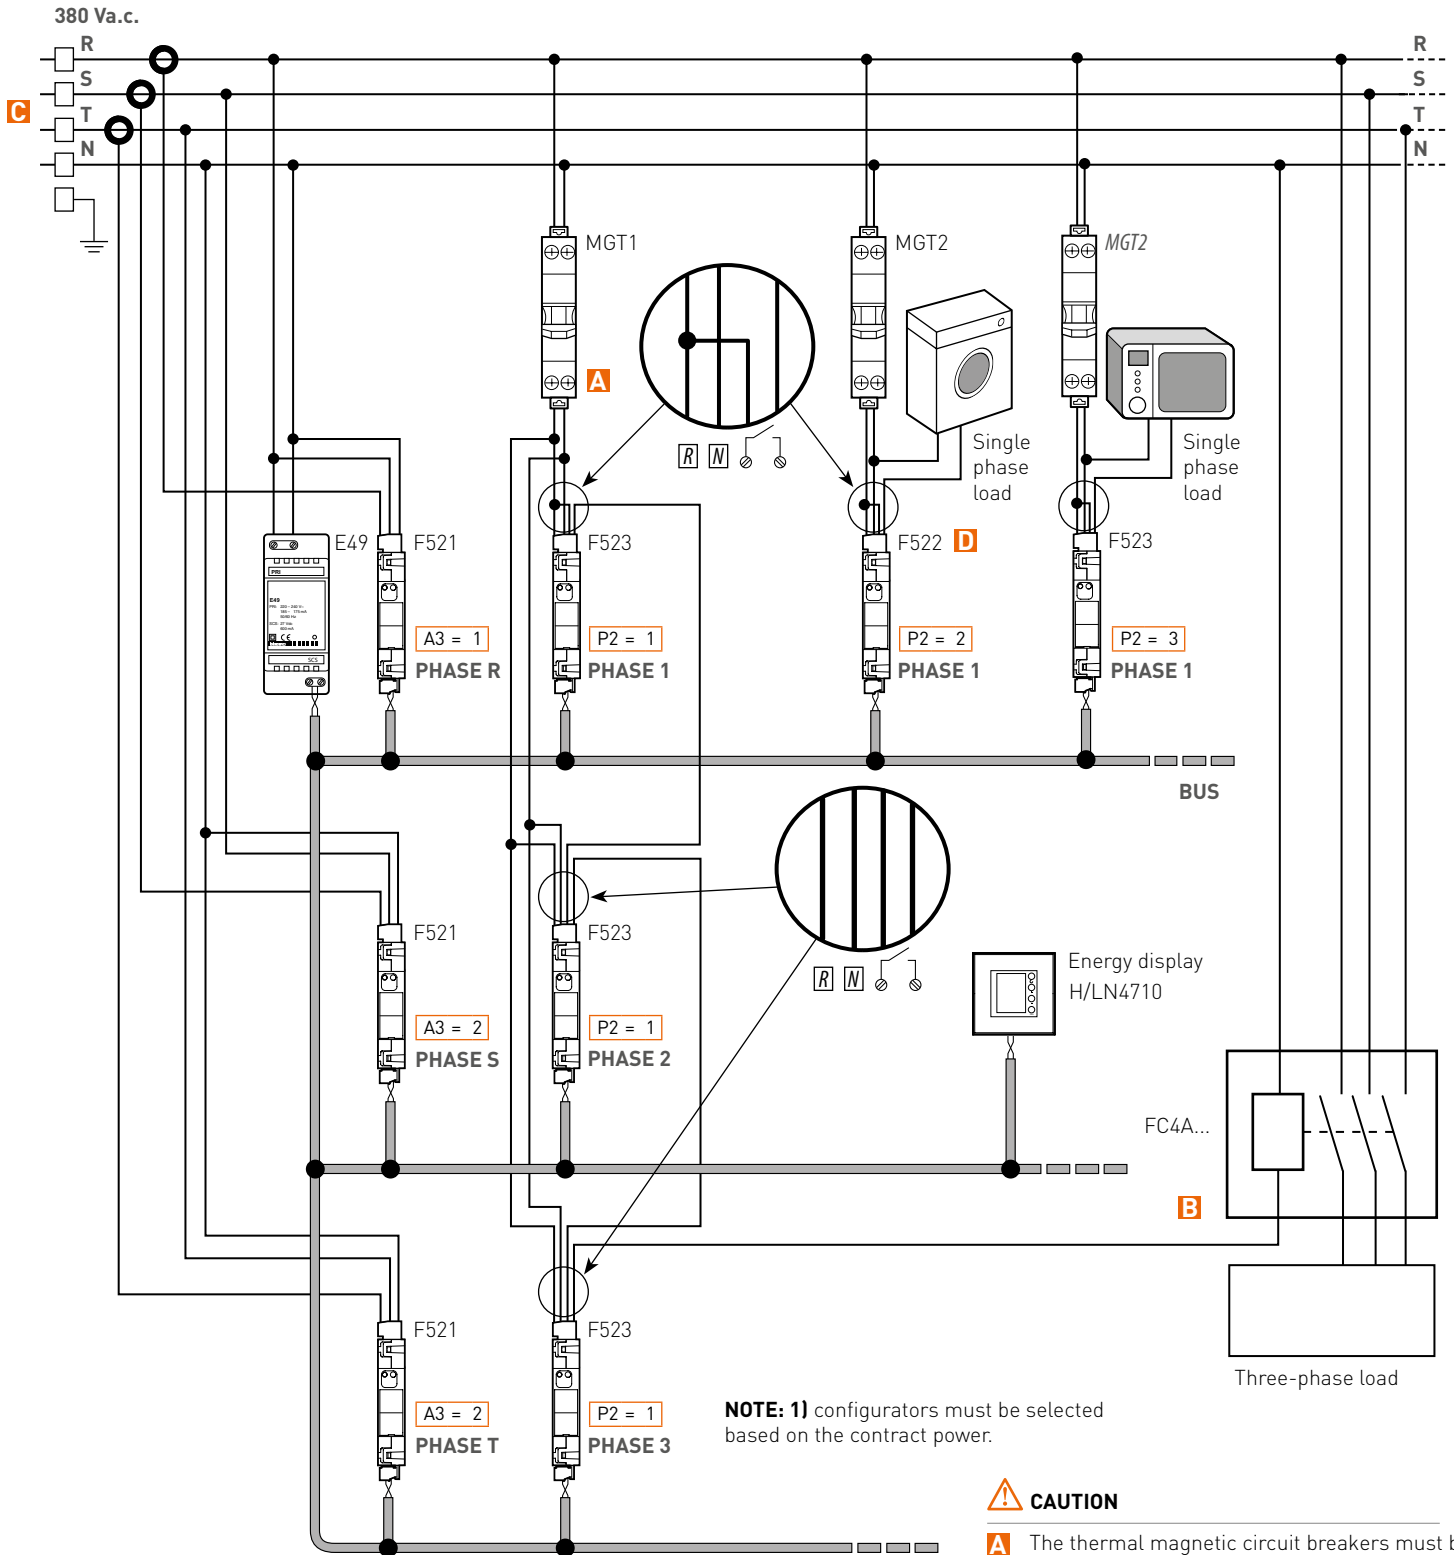 380 Va.c.
R
R
S
S
C
T
T
N
N
MGT1
MGT2
MGT2
A
R N
Single
phase
load
Single
phase
load
E49
F521
F523
F522
D
F523
PRI
E49
SCS
A3 = 1
P2 = 1
P2 = 2
P2 = 3
PHASE R
PHASE 1
PHASE 1
PHASE 1
BUS
F521
F523
R N
Energy display
H/LN4710
A3 = 2
P2 = 1
PHASE S
PHASE 2
FC4A...
B
F521
F523
Three-phase load
A3 = 2
P2 = 1
PHASE T
PHASE 3
NOTE: 1) configurators must be selected
based on the contract power.
CAUTION
A The thermal magnetic circuit breakers must